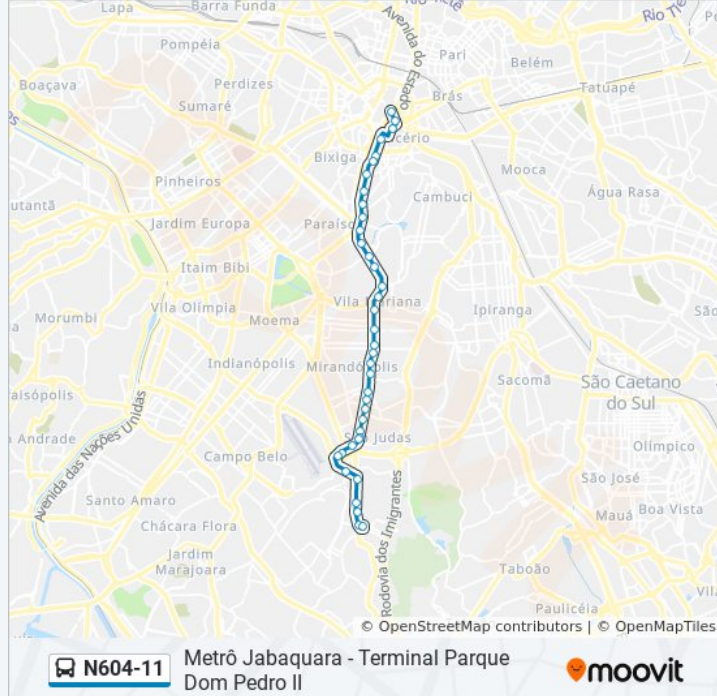 Lapa
Barra Funda
Rio Tietê
Avenida do Estado
Pompéia
Pari
Belém
Boaçava
Perdizes
Brás
Tatuapé
Sumaré
cério
Bixiga
Mooca
Pinheiros
Cambuci
Água Rasa
utantã
Jardim Europa
Paraíso
Itaim Bibi
Vila Olímpia
Vila Mariana
Ipiranga
Morumbi
Moema
Indianópolis
Mirandópolis
Sacomã
São Caetano
do Sul
aisópolis
Andrade
Avenida das Nações Unidas
São Judas
Olímpico
Campo Belo
Rodovia dos Imigrantes
São José
Santo Amaro
Mauá
Boa Vista
Chácara Flora
Jardim
Marajoara
Taboão
Paulicéia
© OpenStreetMap contributors | © OpenMapTiles
N604-11
Metrô Jabaquara - Terminal Parque
Dom Pedro II
moovit